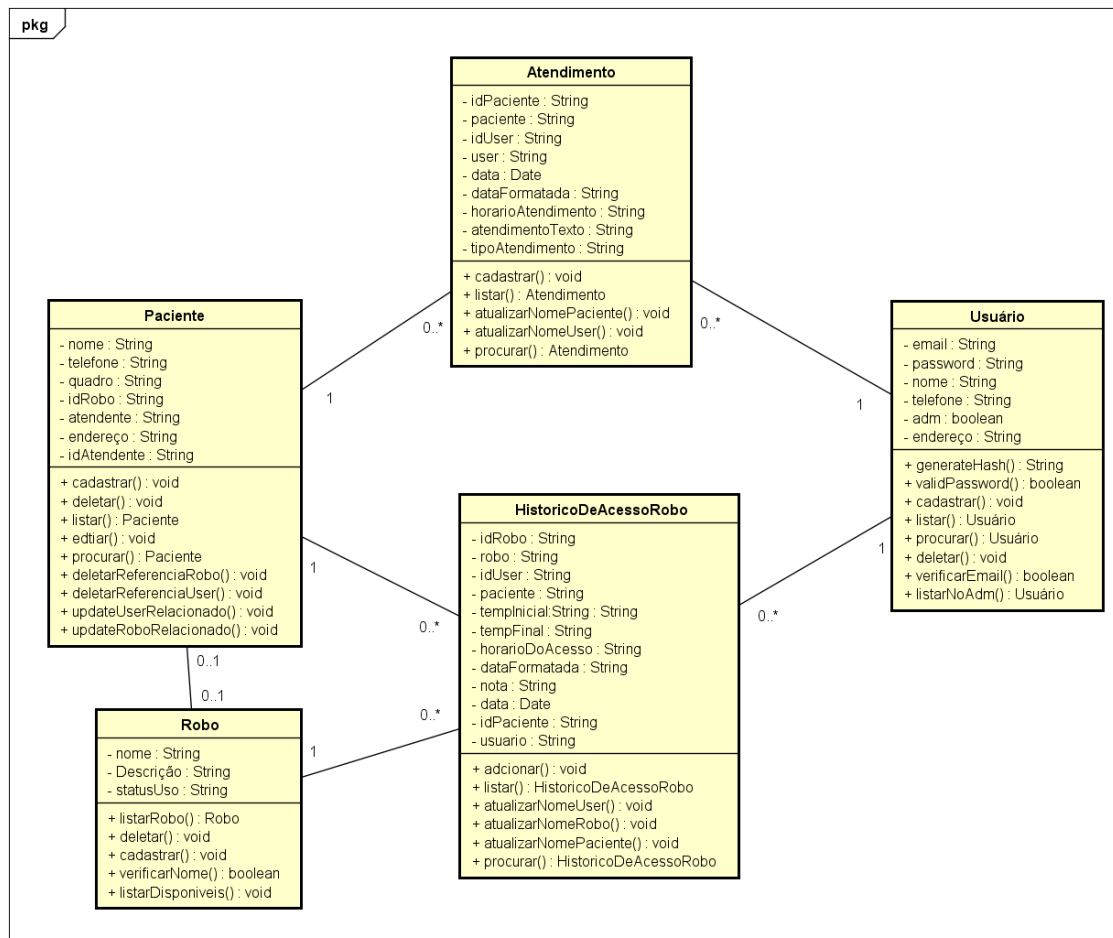 pkg
Atendimento
- idPaciente : String
- paciente : String
- idUser : String
- user : String
- data : Date
- dataFormatada : String
- horarioAtendimento : String
- atendimentoTexto : String
- tipoAtendimento : String
+ cadastrar() : void
+ listar() : Atendimento
+ atualizarNomePaciente() : void
+ atualizarNomeUser() : void
+ procurar() : Atendimento
0..*
0..*
1
1
Paciente
- nome : String
- telefone : String
- quadro : String
- idRobo : String
- atendente : String
- endereço : String
- idAtendente : String
+ cadastrar() : void
+ deletar() : void
+ listar() : Paciente
+ edtiar() : void
+ procurar() : Paciente
+ deletarReferenciaRobo() : void
+ deletarReferenciaUser() : void
+ updateUserRelacionado() : void
+ updateRoboRelacionado() : void
Usuário
- email : String
- password : String
- nome : String
- telefone : String
- adm : boolean
- endereço : String
+ generateHash() : String
+ validPassword() : boolean
+ cadastrar() : void
+ listar() : Usuário
+ procurar() : Usuário
+ deletar() : void
+ verificarEmail() : boolean
+ listarNoAdm() : Usuário
HistoricoDeAcessoRobo
- idRobo : String
- robo : String
- idUser : String
- paciente : String
- tempInicial:String : String
- tempFinal : String
- horarioDoAcesso : String
- dataFormatada : String
- nota : String
- data : Date
- idPaciente : String
- usuario : String
+ adcionar() : void
+ listar() : HistoricoDeAcessoRobo
+ atualizarNomeUser() : void
+ atualizarNomeRobo() : void
+ atualizarNomePaciente() : void
+ procurar() : HistoricoDeAcessoRobo
1
0..*
1
0..*
0..1
0..1
1
0..*
Robo
- nome : String
- Descrição : String
- statusUso : String
+ listarRobo() : Robo
+ deletar() : void
+ cadastrar() : void
+ verificarNome() : boolean
+ listarDisponiveis() : void